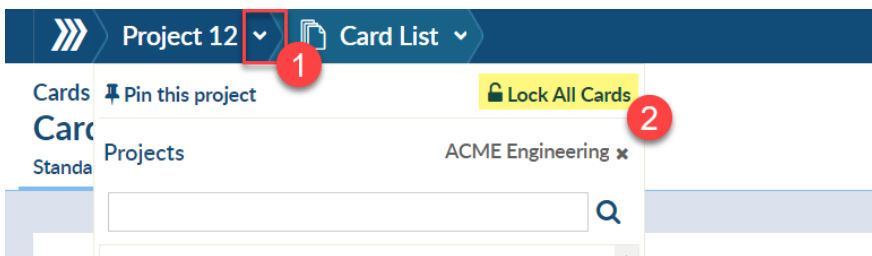 Project 12 Card List
1
Cards Pin this project Lock All Cards
2
Card
Projects ACME Engineering x
Standa